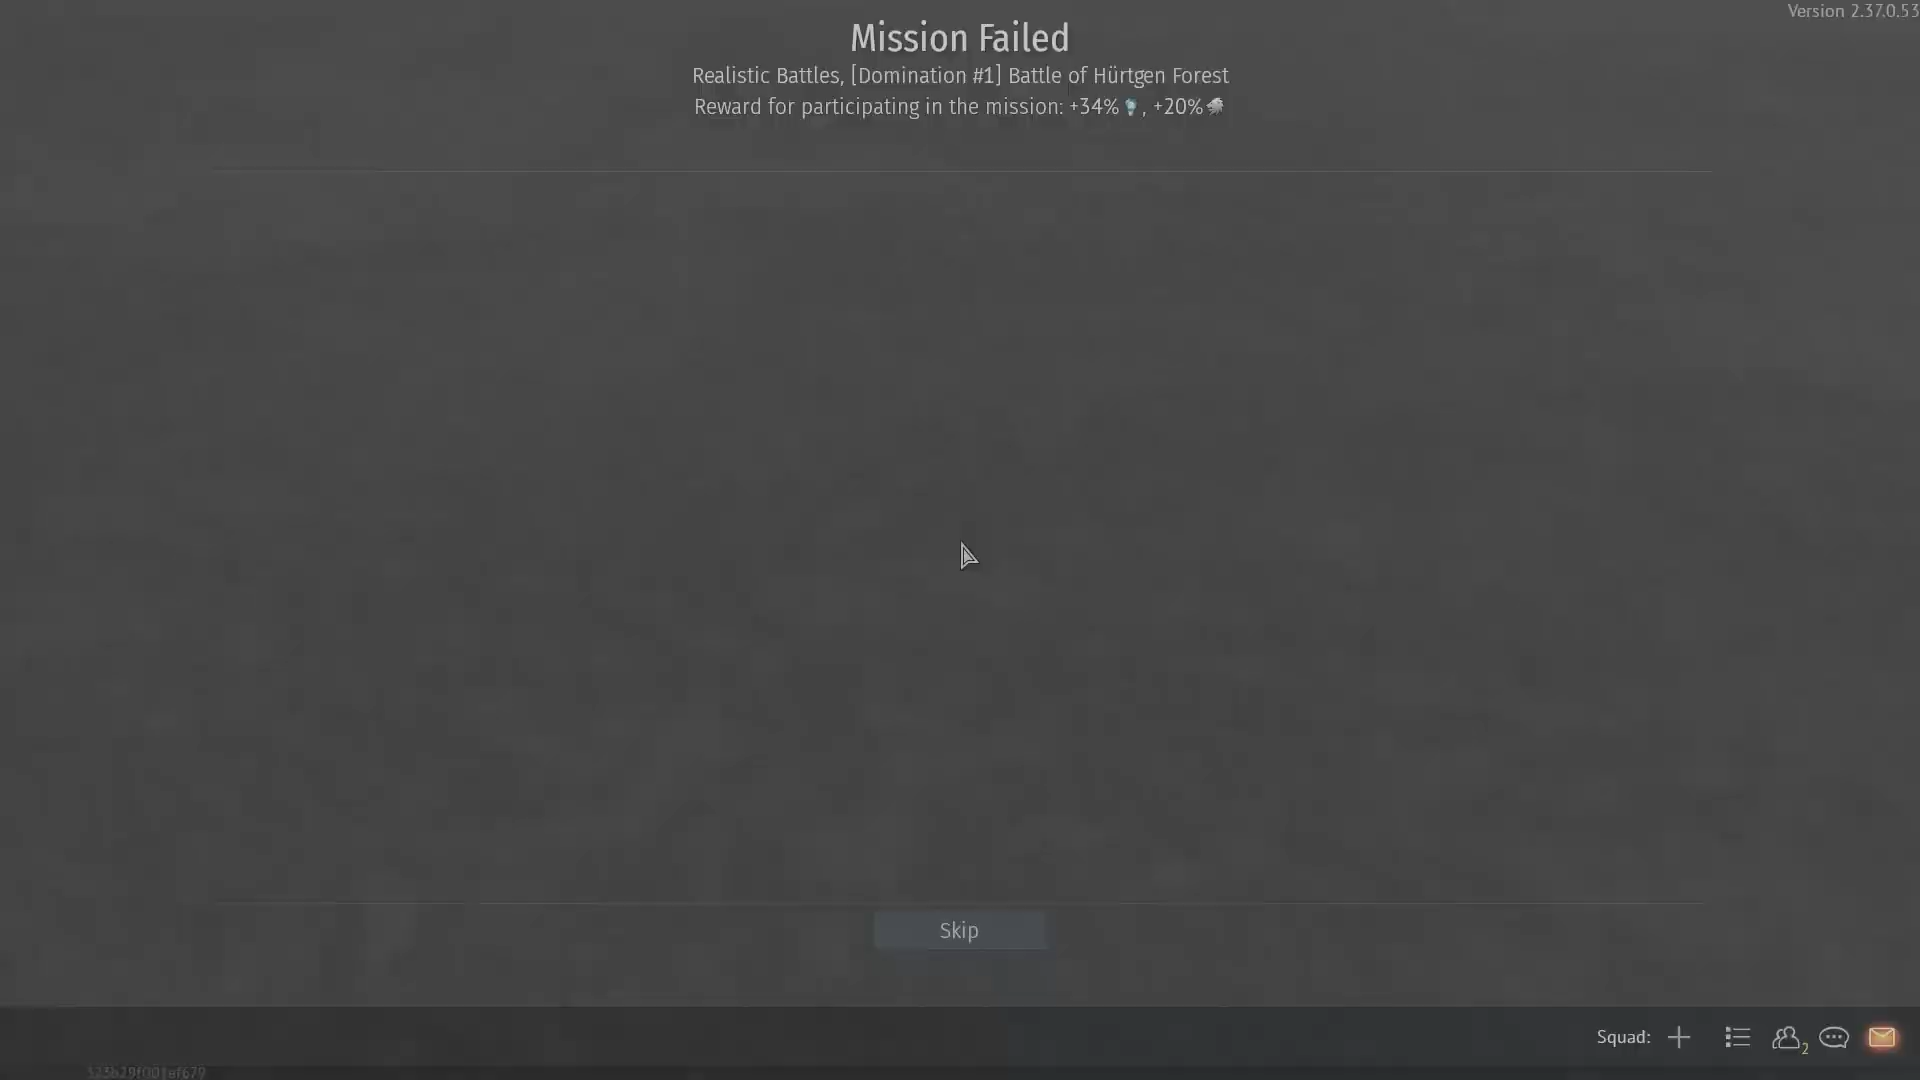 Version 2.37.0.53
Mission Failed
Realistic Battles, [Domination #1] Battle of Hürtgen Forest
Reward for participating in the mission: +34%, +20%
Skip
Squad:
2